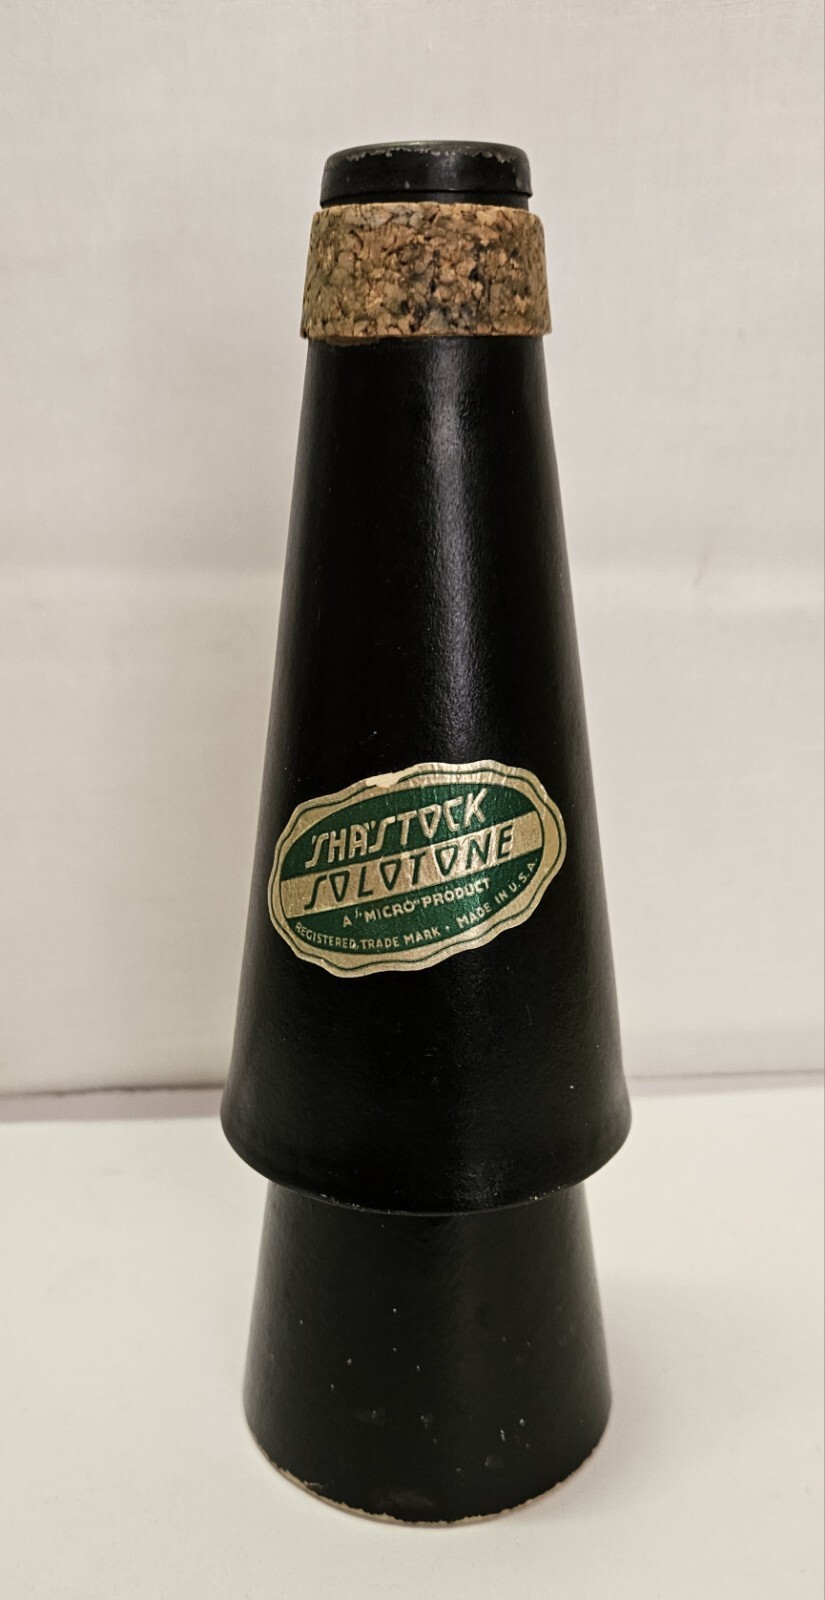 'SHA'STOCK
SOLOTONE
A "MICRO" PRODUCT
REGISTERED TRADE MARK • MADE IN U.S.A.